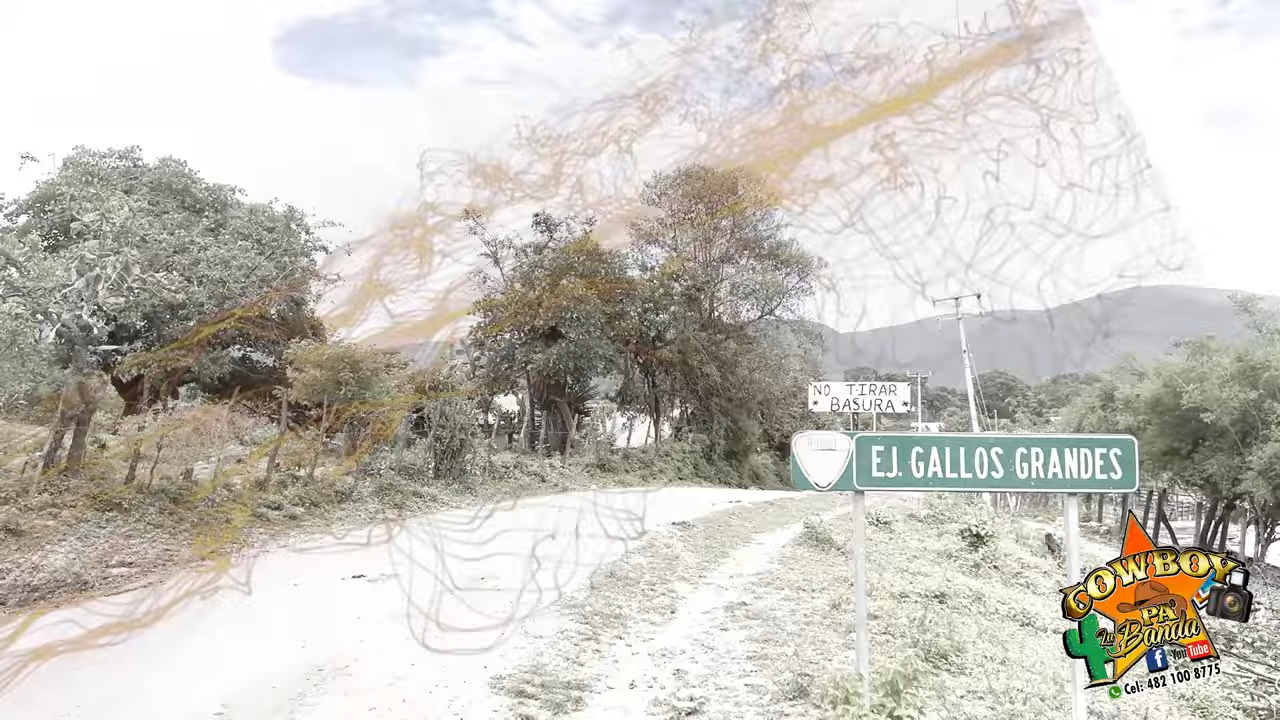 NO TIRAR
* BASURA *
EJ. GALLOS GRANDES
COWBOY
PA'
La Banda
f YouTube
Cel: 482 100 8775